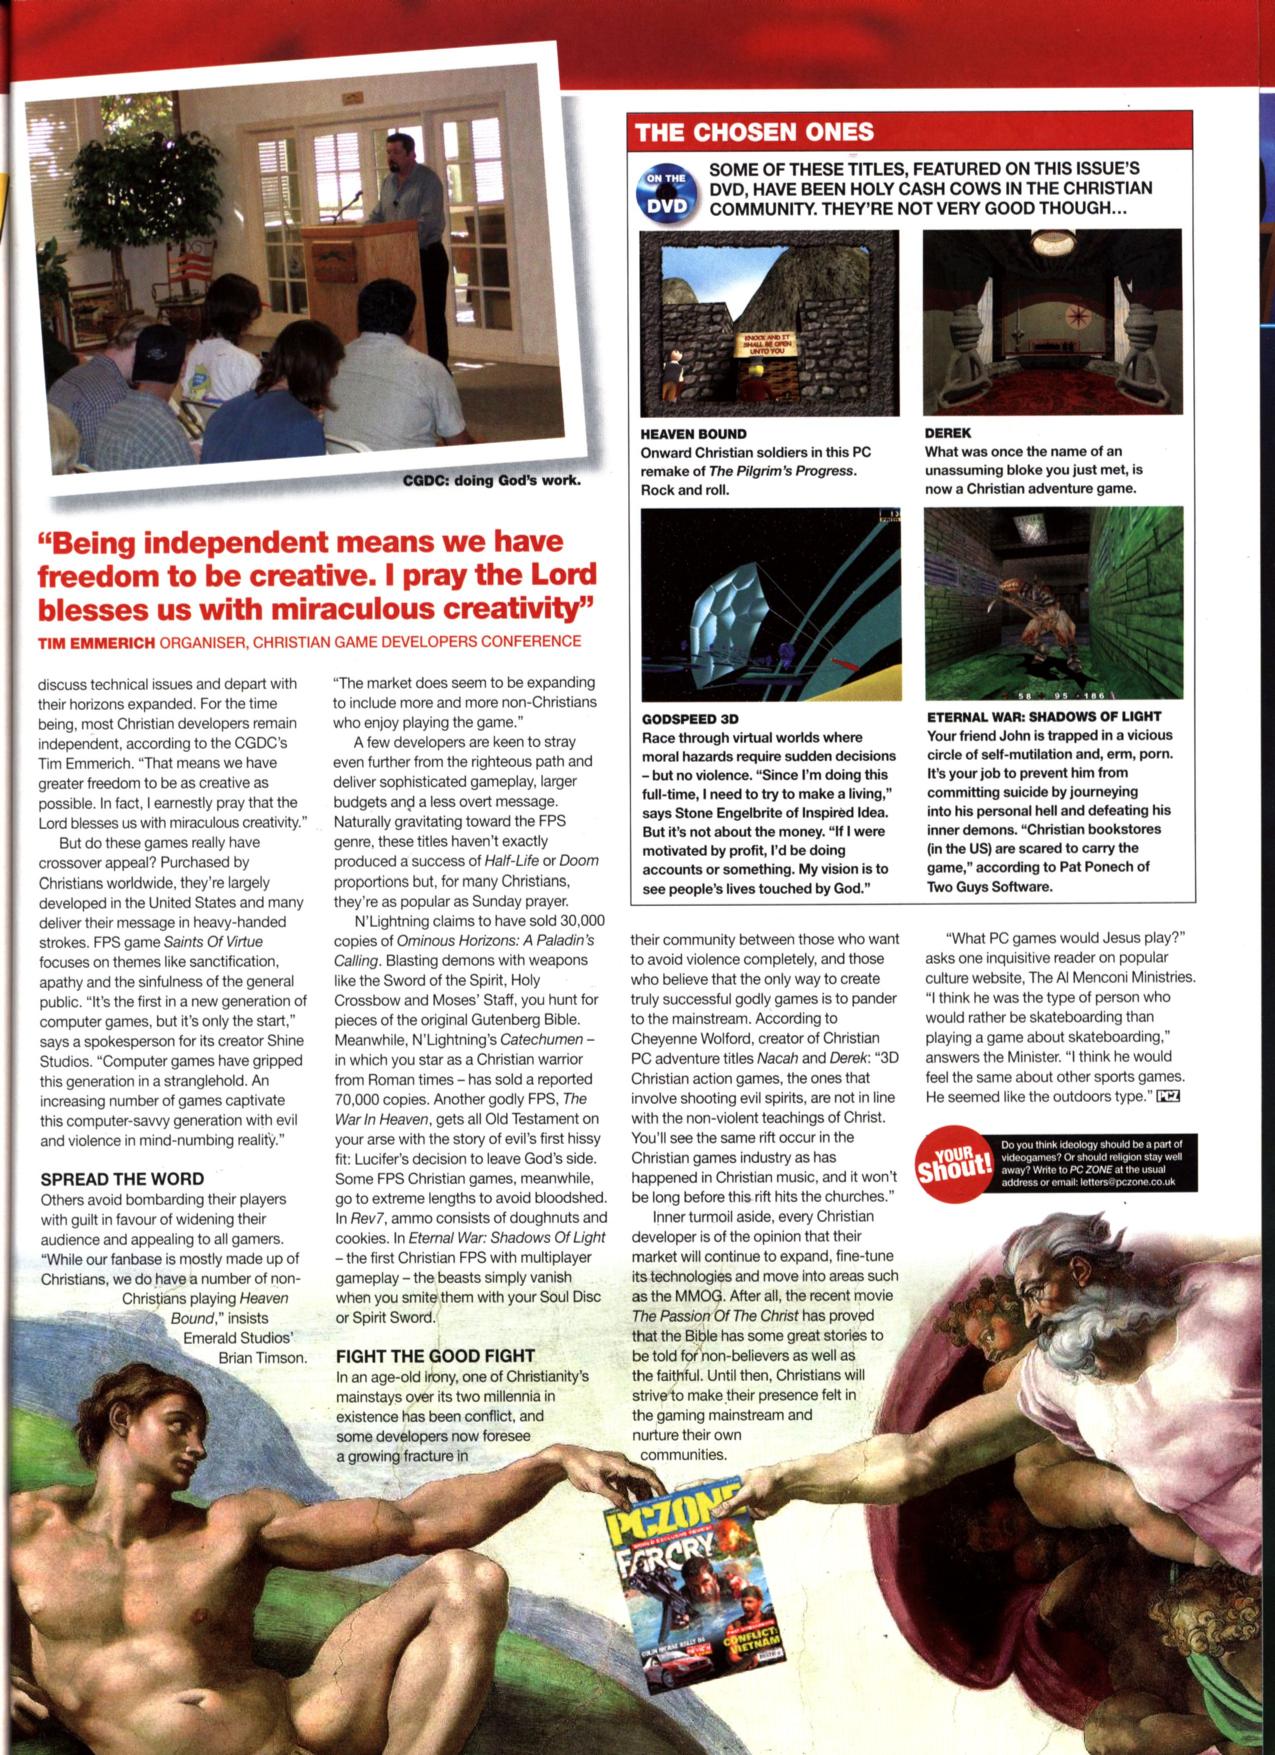 CGDC: doing God's work.
“Being independent means we have
freedom to be creative. I pray the Lord
blesses us with miraculous creativity”
TIM EMMERICH ORGANISER, CHRISTIAN GAME DEVELOPERS CONFERENCE
discuss technical issues and depart with
their horizons expanded. For the time
being, most Christian developers remain
independent, according to the CGDC's
Tim Emmerich. “That means we have
greater freedom to be as creative as
possible. In fact, I earnestly pray that the
Lord blesses us with miraculous creativity.”
But do these games really have
crossover appeal? Purchased by
Christians worldwide, they're largely
developed in the United States and many
deliver their message in heavy-handed
strokes. FPS game Saints Of Virtue
focuses on themes like sanctification,
apathy and the sinfulness of the general
public. “It's the first in a new generation of
computer games, but it's only the start,”
says a spokesperson for its creator Shine
Studios. “Computer games have gripped
this generation in a stranglehold. An
increasing number of games captivate
this computer-savvy generation with evil
and violence in mind-numbing reality.”
SPREAD THE WORD
Others avoid bombarding their players
with guilt in favour of widening their
audience and appealing to all gamers.
“While our fanbase is mostly made up of
Christians, we do have a number of non-
Christians playing Heaven
Bound,” insists
Emerald Studios'
Brian Timson.
“The market does seem to be expanding
to include more and more non-Christians
who enjoy playing the game.”
A few developers are keen to stray
even further from the righteous path and
deliver sophisticated gameplay, larger
budgets and a less overt message.
Naturally gravitating toward the FPS
genre, these titles haven't exactly
produced a success of Half-Life or Doom
proportions but, for many Christians,
they're as popular as Sunday prayer.
N'Lightning claims to have sold 30,000
copies of Ominous Horizons: A Paladin's
Calling. Blasting demons with weapons
like the Sword of the Spirit, Holy
Crossbow and Moses' Staff, you hunt for
pieces of the original Gutenberg Bible.
Meanwhile, N'Lightning's Catechumen –
in which you star as a Christian warrior
from Roman times – has sold a reported
70,000 copies. Another godly FPS, The
War In Heaven, gets all Old Testament on
your arse with the story of evil's first hissy
fit: Lucifer's decision to leave God's side.
Some FPS Christian games, meanwhile,
go to extreme lengths to avoid bloodshed.
In Rev7, ammo consists of doughnuts and
cookies. In Eternal War: Shadows Of Light
– the first Christian FPS with multiplayer
gameplay – the beasts simply vanish
when you smite them with your Soul Disc
or Spirit Sword.
FIGHT THE GOOD FIGHT
In an age-old irony, one of Christianity's
mainstays over its two millennia in
existence has been conflict, and
some developers now foresee
a growing fracture in
THE CHOSEN ONES
ON THE
DVD
SOME OF THESE TITLES, FEATURED ON THIS ISSUE'S
DVD, HAVE BEEN HOLY CASH COWS IN THE CHRISTIAN
COMMUNITY. THEY'RE NOT VERY GOOD THOUGH...
KNOCK AND IT
SHALL BE OPEN
UNTO YOU
HEAVEN BOUND
Onward Christian soldiers in this PC
remake of The Pilgrim's Progress.
Rock and roll.
DEREK
What was once the name of an
unassuming bloke you just met, is
now a Christian adventure game.
GODSPEED 3D
Race through virtual worlds where
moral hazards require sudden decisions
– but no violence. “Since I'm doing this
full-time, I need to try to make a living,”
says Stone Engelbrite of Inspired Idea.
But it's not about the money. “If I were
motivated by profit, I'd be doing
accounts or something. My vision is to
see people's lives touched by God.”
58 95 186
ETERNAL WAR: SHADOWS OF LIGHT
Your friend John is trapped in a vicious
circle of self-mutilation and, erm, porn.
It's your job to prevent him from
committing suicide by journeying
into his personal hell and defeating his
inner demons. “Christian bookstores
(in the US) are scared to carry the
game,” according to Pat Ponech of
Two Guys Software.
their community between those who want
to avoid violence completely, and those
who believe that the only way to create
truly successful godly games is to pander
to the mainstream. According to
Cheyenne Wolford, creator of Christian
PC adventure titles Nacah and Derek: “3D
Christian action games, the ones that
involve shooting evil spirits, are not in line
with the non-violent teachings of Christ.
You'll see the same rift occur in the
Christian games industry as has
happened in Christian music, and it won't
be long before this rift hits the churches.”
Inner turmoil aside, every Christian
developer is of the opinion that their
market will continue to expand, fine-tune
its technologies and move into areas such
as the MMOG. After all, the recent movie
The Passion Of The Christ has proved
that the Bible has some great stories to
be told for non-believers as well as
the faithful. Until then, Christians will
strive to make their presence felt in
the gaming mainstream and
nurture their own
communities.
“What PC games would Jesus play?”
asks one inquisitive reader on popular
culture website, The Al Menconi Ministries.
“I think he was the type of person who
would rather be skateboarding than
playing a game about skateboarding,”
answers the Minister. “I think he would
feel the same about other sports games.
He seemed like the outdoors type.” PCZ
YOUR
Shout!
Do you think ideology should be a part of
videogames? Or should religion stay well
away? Write to PC ZONE at the usual
address or email: letters@pczone.co.uk
PCZONE
FARCRY
COLIN MCRAE RALLY 04
CONFLICT:
VIETNAM